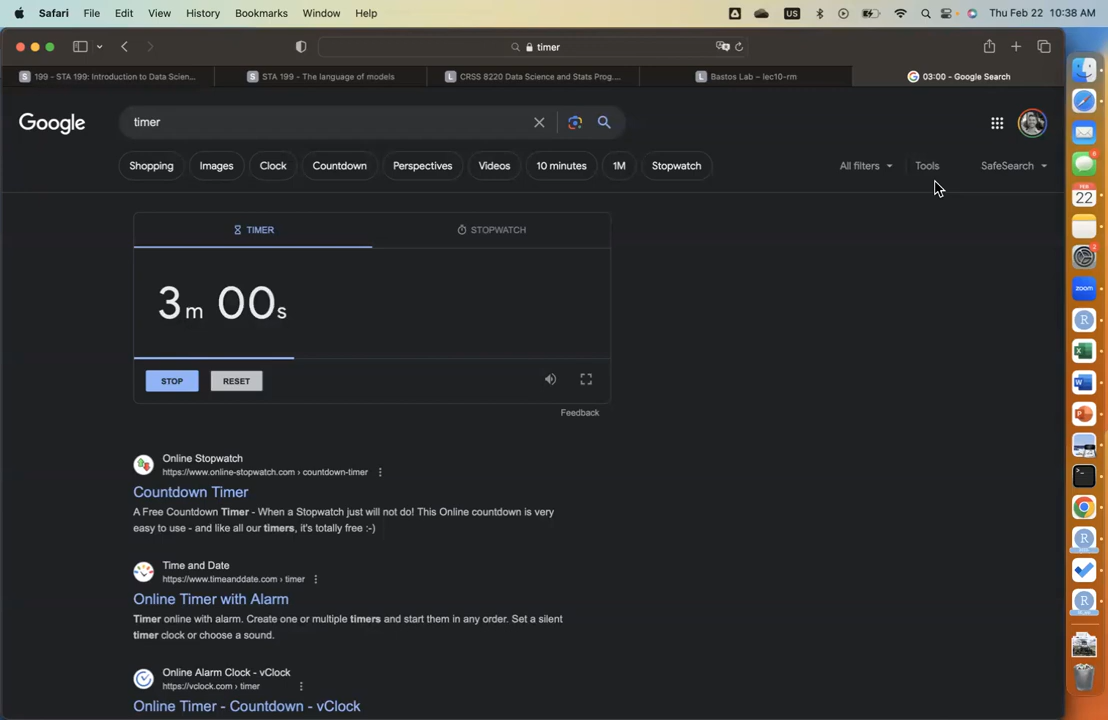 Safari File Edit View History Bookmarks Window Help US Thu Feb 22 10:38 AM
timer
S 199 - STA 199: Introduction to Data Scien... S STA 199 - The language of models L CRSS 8220 Data Science and Stats Prog.... L Bastos Lab – lec10-rm G 03:00 - Google Search
Google timer
Shopping Images Clock Countdown Perspectives Videos 10 minutes 1M Stopwatch All filters Tools SafeSearch
TIMER STOPWATCH
3m 00s
STOP RESET
Feedback
Online Stopwatch
https://www.online-stopwatch.com › countdown-timer
Countdown Timer
A Free Countdown Timer - When a Stopwatch just will not do! This Online countdown is very
easy to use - and like all our timers, it's totally free :-)
Time and Date
https://www.timeanddate.com › timer
Online Timer with Alarm
Timer online with alarm. Create one or multiple timers and start them in any order. Set a silent
timer clock or choose a sound.
Online Alarm Clock - vClock
https://vclock.com › timer
Online Timer - Countdown - vClock
8
FEB
22
2
zoom
R
X
W
P
R
R